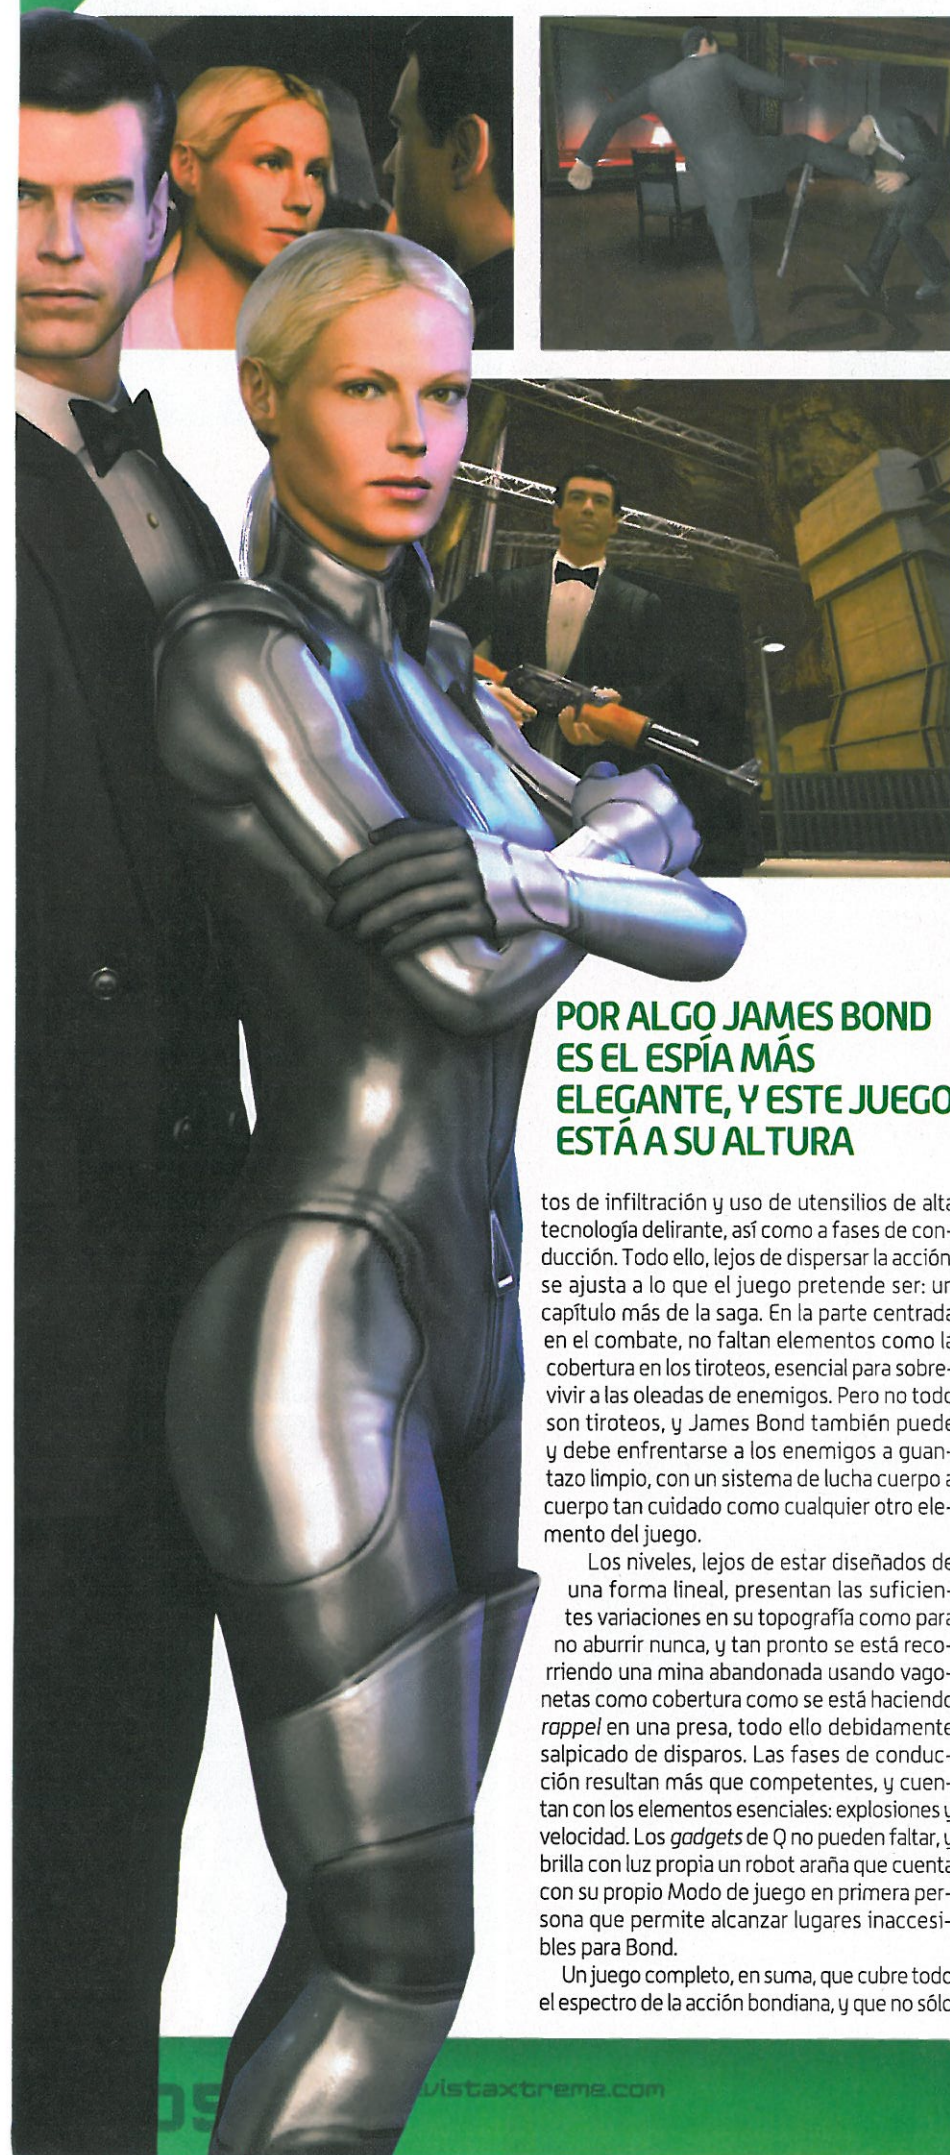 POR ALGO JAMES BOND
ES EL ESPÍA MÁS
ELEGANTE, Y ESTE JUEGO
ESTÁ A SU ALTURA
tos de infiltración y uso de utensilios de alta
tecnología delirante, así como a fases de con-
ducción. Todo ello, lejos de dispersar la acción
se ajusta a lo que el juego pretende ser: un
capítulo más de la saga. En la parte centrada
en el combate, no faltan elementos como la
cobertura en los tiroteos, esencial para sobre-
vivir a las oleadas de enemigos. Pero no todo
son tiroteos, y James Bond también puede
y debe enfrentarse a los enemigos a guan-
tazo limpio, con un sistema de lucha cuerpo a
cuerpo tan cuidado como cualquier otro ele-
mento del juego.
Los niveles, lejos de estar diseñados de
una forma lineal, presentan las suficien-
tes variaciones en su topografía como para
no aburrir nunca, y tan pronto se está reco-
rriendo una mina abandonada usando vago-
netas como cobertura como se está haciendo
rappel en una presa, todo ello debidamente
salpicado de disparos. Las fases de conduc-
ción resultan más que competentes, y cuen-
tan con los elementos esenciales: explosiones y
velocidad. Los gadgets de Q no pueden faltar, y
brilla con luz propia un robot araña que cuenta
con su propio Modo de juego en primera per-
sona que permite alcanzar lugares inaccesi-
bles para Bond.
Un juego completo, en suma, que cubre todo
el espectro de la acción bondiana, y que no sólo
vistaxtreme.com